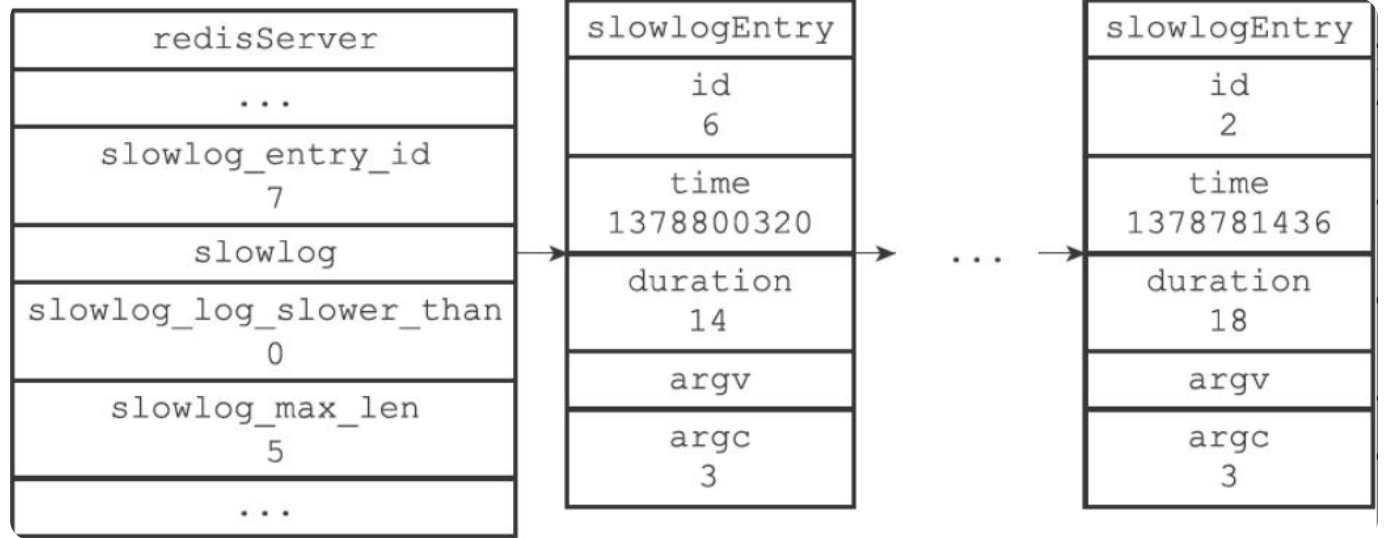 redisServer
...
slowlog_entry_id
7
slowlog
slowlog_log_slower_than
0
slowlog_max_len
5
...
slowlogEntry
id
6
time
1378800320
duration
14
argv
argc
3
...
slowlogEntry
id
2
time
1378781436
duration
18
argv
argc
3